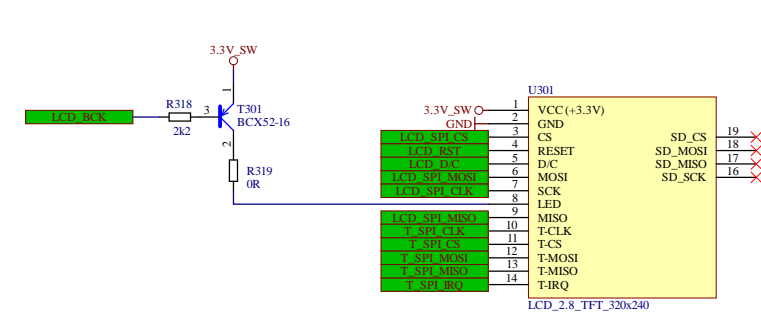 3.3V_SW
1
LCD_BCK
R318
2k2
3
T301
BCX52-16
2
R319
0R
U301
3.3V_SW 1 VCC (+3.3V)
GND 2 GND
LCD_SPI_CS 3 CS SD_CS 19
LCD_RST 4 RESET SD_MOSI 18
LCD_D/C 5 D/C SD_MISO 17
LCD_SPI_MOSI 6 MOSI SD_SCK 16
LCD_SPI_CLK 7 SCK
8 LED
LCD_SPI_MISO 9 MISO
T_SPI_CLK 10 T-CLK
T_SPI_CS 11 T-CS
T_SPI_MOSI 12 T-MOSI
T_SPI_MISO 13 T-MISO
T_SPI_IRQ 14 T-IRQ
LCD_2.8_TFT_320x240